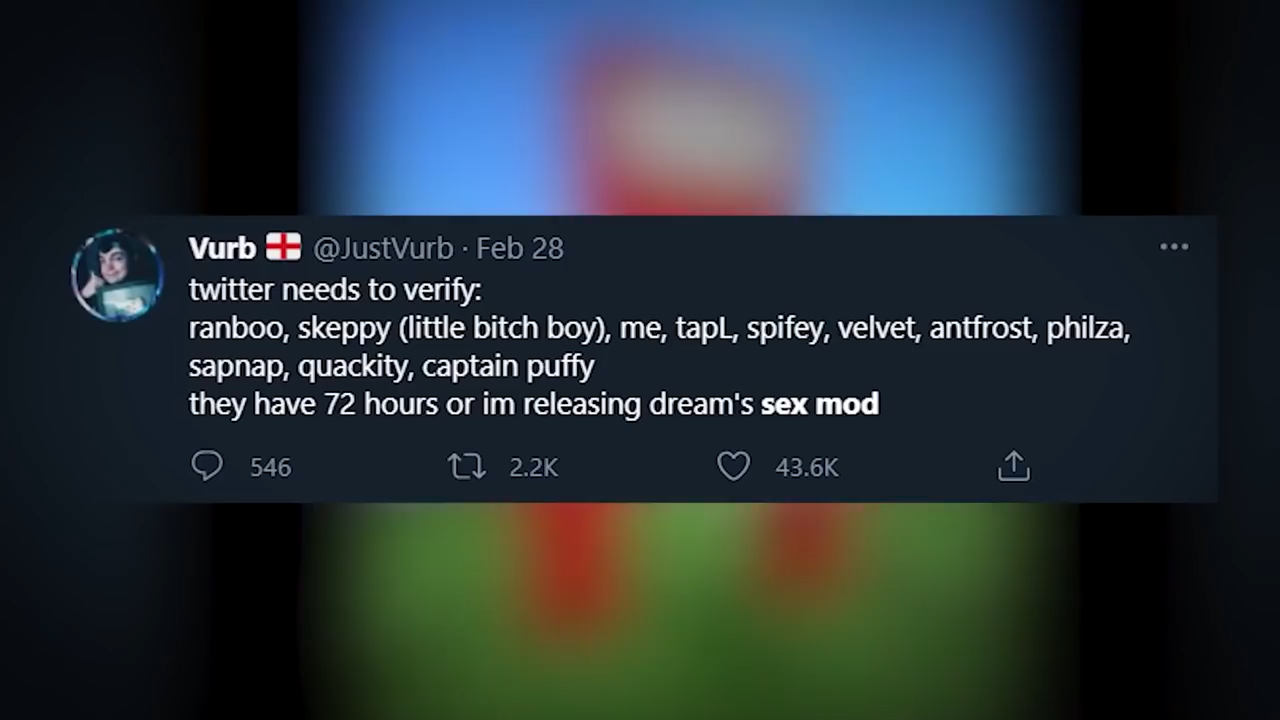 Vurb 🏴󠁧󠁢󠁥󠁮󠁧󠁿 @JustVurb · Feb 28
twitter needs to verify:
ranboo, skeppy (little bitch boy), me, tapL, spifey, velvet, antfrost, philza,
sapnap, quackity, captain puffy
they have 72 hours or im releasing dream's sex mod
546 2.2K 43.6K